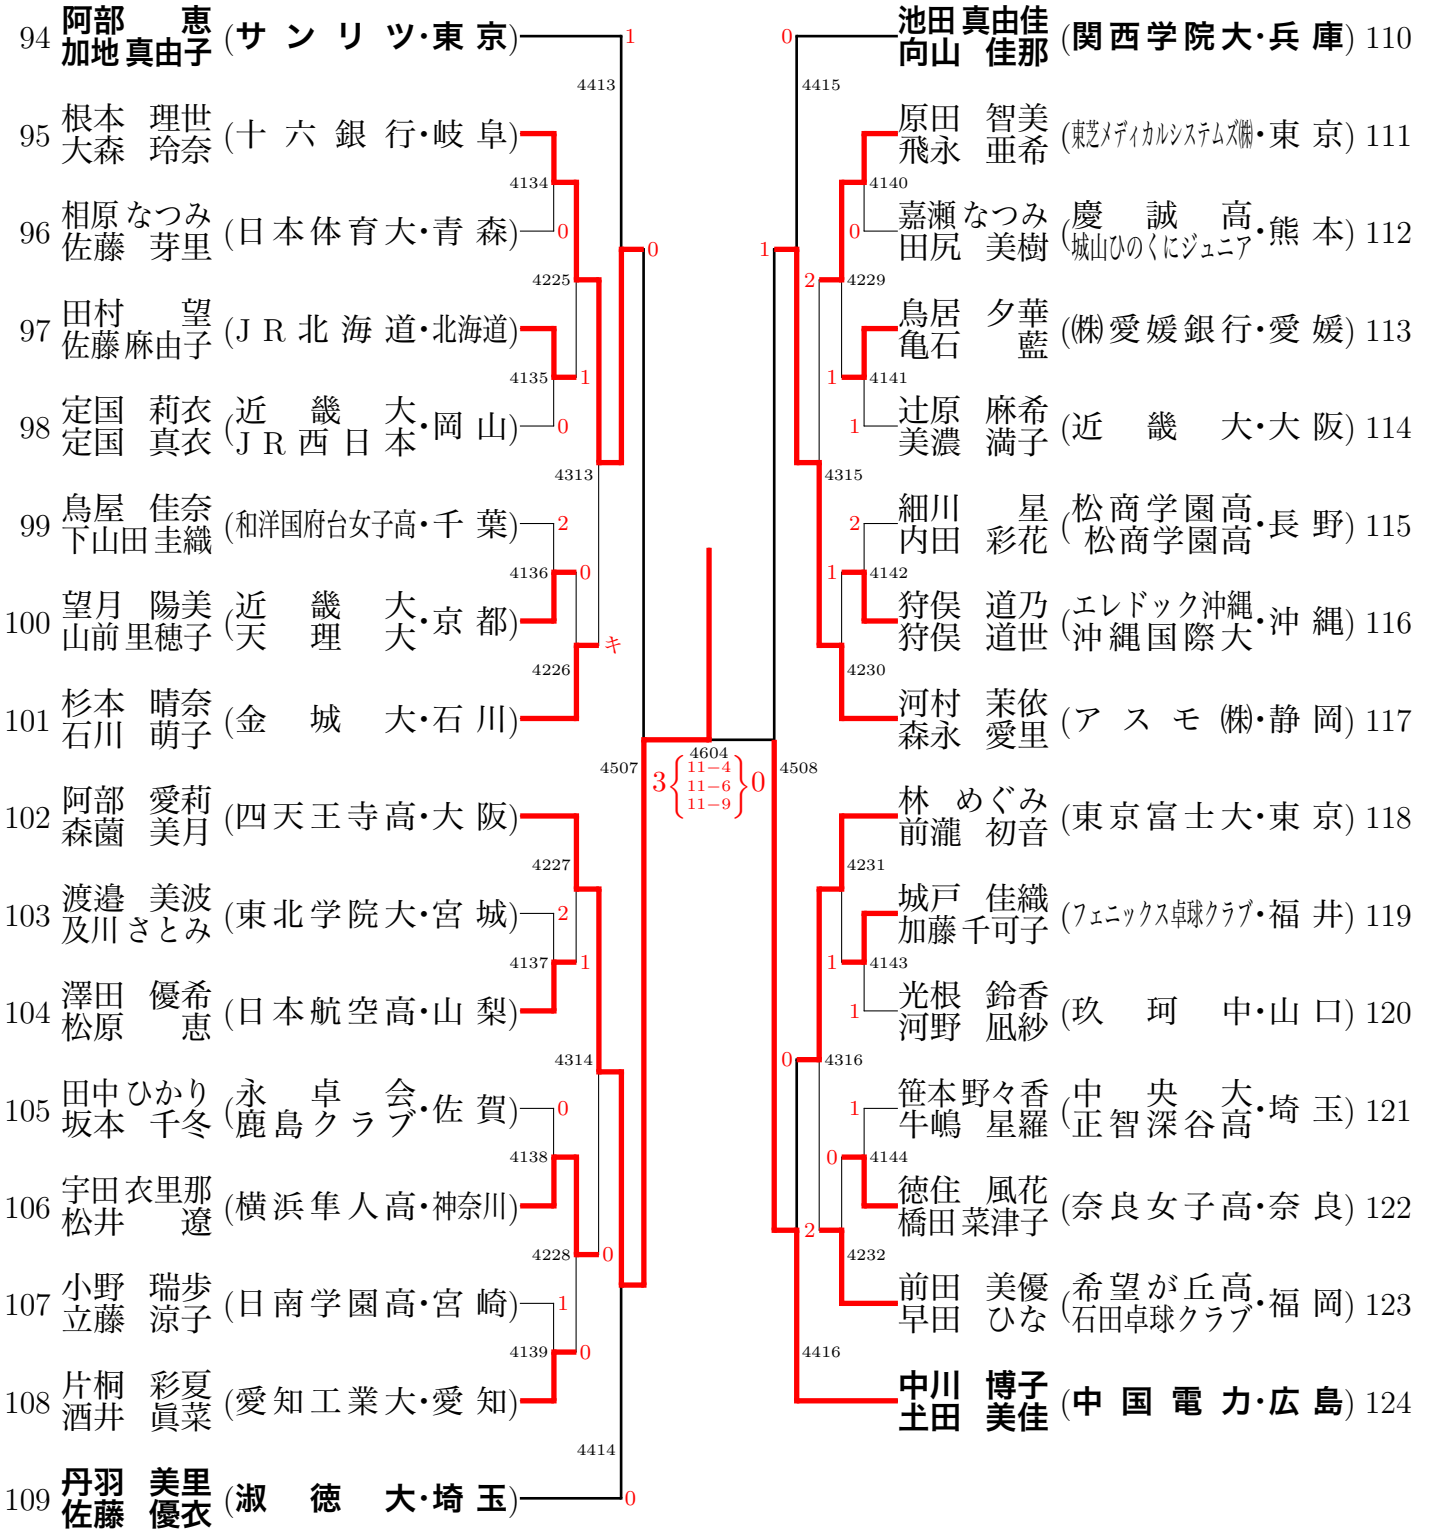 94 阿部 恵 加地 真由子 (サンリツ・東京)
1
4413
95 根本 理世 大森 玲奈 (十六銀行・岐阜)
4134
96 相原 なつみ 佐藤 芽里 (日本体育大・青森)
0
0
4225
97 田村 望 佐藤 麻由子 (JR北海道・北海道)
4135
1
98 定国 莉衣 定国 真衣 (近畿大 JR西日本・岡山)
0
4313
99 鳥屋 佳奈 下山田 圭織 (和洋国府台女子高・千葉)
2
4136
0
100 望月 陽美 山前 里穂子 (近畿大 天理大・京都)
キ
4226
101 杉本 晴奈 石川 萌子 (金城大・石川)
4507
102 阿部 愛莉 森薗 美月 (四天王寺高・大阪)
4227
103 渡邉 美波 及川 さとみ (東北学院大・宮城)
2
4137
1
104 澤田 優希 松原 恵 (日本航空高・山梨)
4314
105 田中 ひかり 坂本 千冬 (永卓会 鹿島クラブ・佐賀)
0
4138
106 宇田 衣里那 松井 遼 (横浜隼人高・神奈川)
4228
0
107 小野 瑞歩 立藤 涼子 (日南学園高・宮崎)
1
4139
0
108 片桐 彩夏 酒井 眞菜 (愛知工業大・愛知)
4414
109 丹羽 美里 佐藤 優衣 (淑徳大・埼玉)
0
4604
3{11-4
11-6
11-9}0
0
池田 真由佳 向山 佳那 (関西学院大・兵庫) 110
4415
原田 智美 飛永 亜希 (東芝メディカルシステムズ㈱・東京) 111
4140
0
嘉瀬 なつみ 田尻 美樹 (慶誠高 城山ひのくにジュニア・熊本) 112
1
2
4229
鳥居 夕華 亀石 藍 (㈱愛媛銀行・愛媛) 113
1
4141
1
辻原 麻希 美濃 満子 (近畿大・大阪) 114
4315
2
細川 星 内田 彩花 (松商学園高 松商学園高・長野) 115
1
4142
狩俣 道乃 狩俣 道世 (エレドック沖縄 沖縄国際大・沖縄) 116
4230
河村 茉依 森永 愛里 (アスモ㈱・静岡) 117
4508
林 めぐみ 前瀧 初音 (東京富士大・東京) 118
4231
城戸 佳織 加藤 千可子 (フェニックス卓球クラブ・福井) 119
1
4143
1
光根 鈴香 河野 凪紗 (玖珂中・山口) 120
0
4316
1
笹本 野々香 牛嶋 星羅 (中央大 正智深谷高・埼玉) 121
0
4144
徳住 風花 橋田 菜津子 (奈良女子高・奈良) 122
2
4232
前田 美優 早田 ひな (希望が丘高 石田卓球クラブ・福岡) 123
4416
中川 博子 土田 美佳 (中国電力・広島) 124